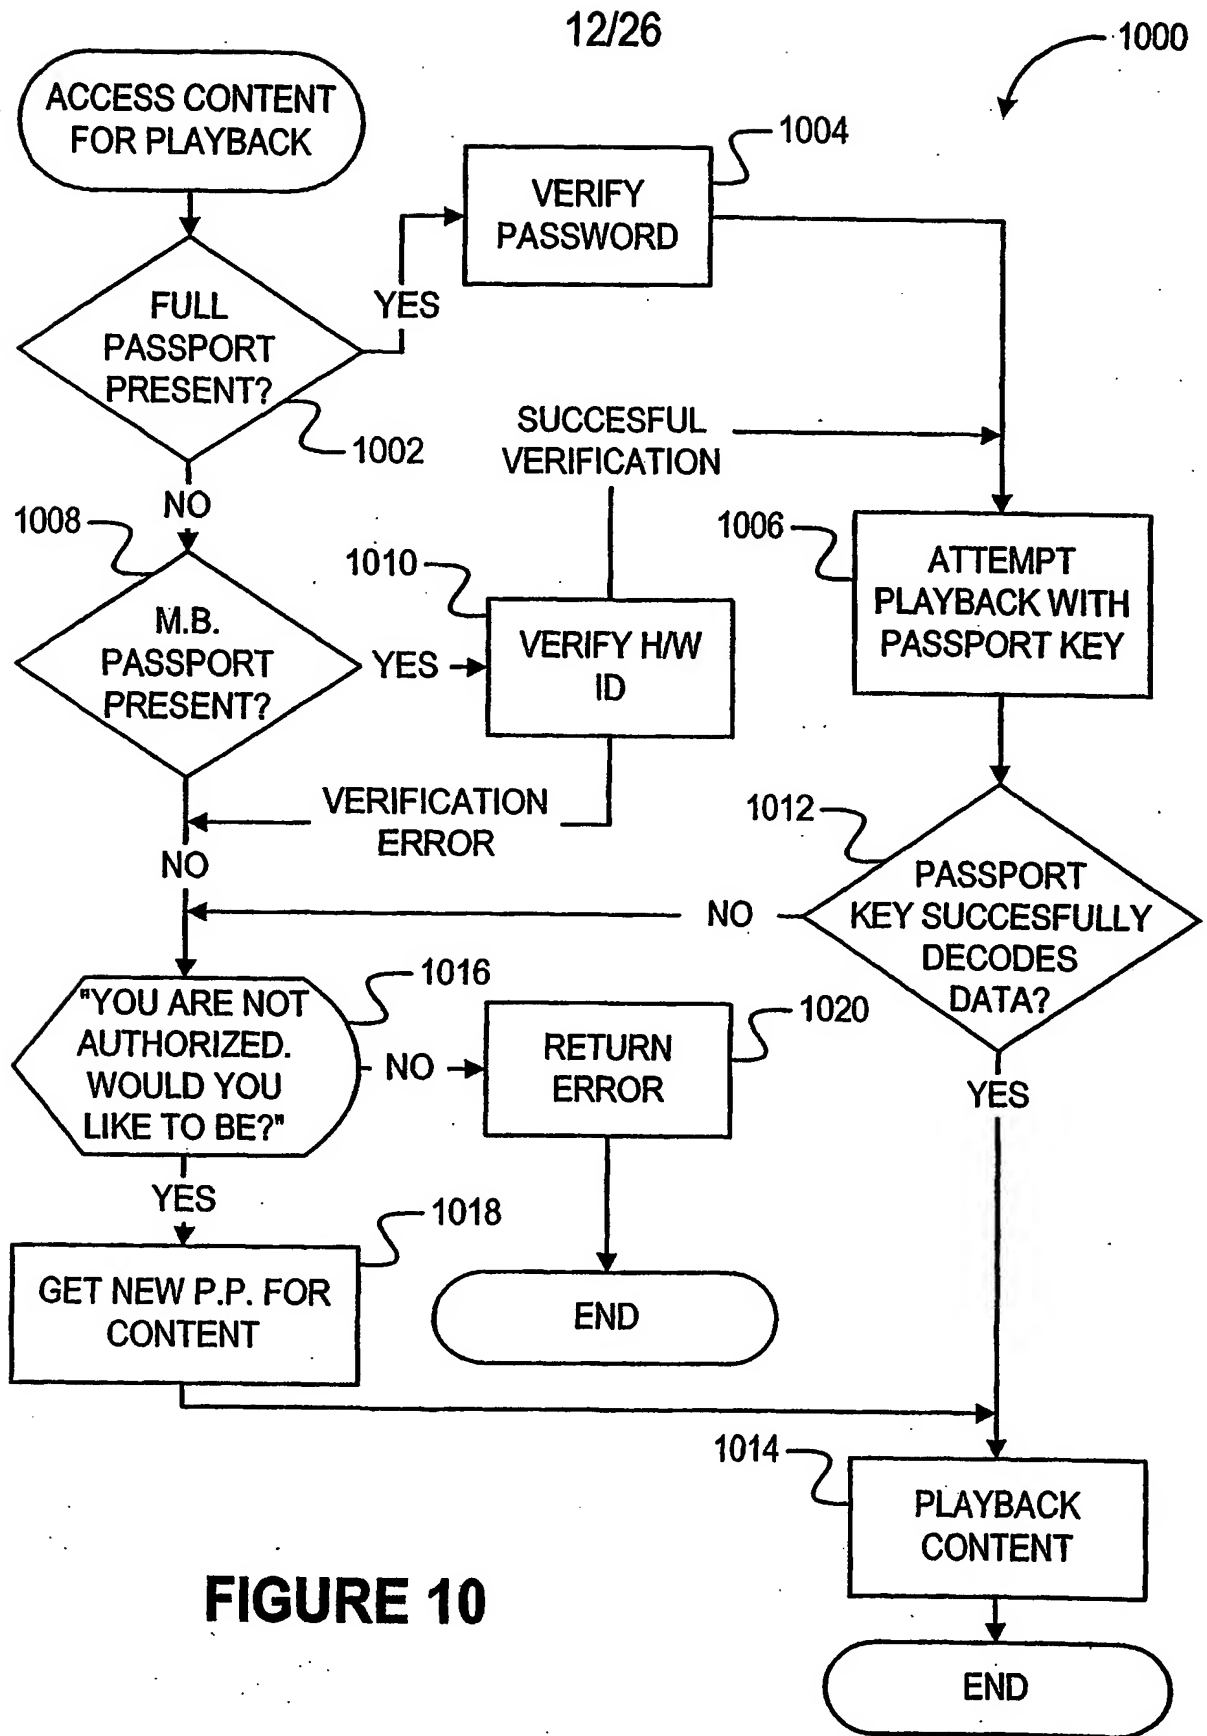 12/26
1000
ACCESS CONTENT
FOR PLAYBACK
1004
VERIFY
PASSWORD
YES
FULL
PASSPORT
PRESENT?
1002
SUCCESFUL
VERIFICATION
NO
1008
1010
1006
ATTEMPT
PLAYBACK WITH
PASSPORT KEY
M.B.
PASSPORT
PRESENT?
YES
VERIFY H/W
ID
VERIFICATION
ERROR
1012
NO
PASSPORT
KEY SUCCESFULLY
DECODES
DATA?
NO
1016
"YOU ARE NOT
AUTHORIZED.
WOULD YOU
LIKE TO BE?"
NO
1020
RETURN
ERROR
YES
YES
1018
GET NEW P.P. FOR
CONTENT
END
1014
PLAYBACK
CONTENT
FIGURE 10
END